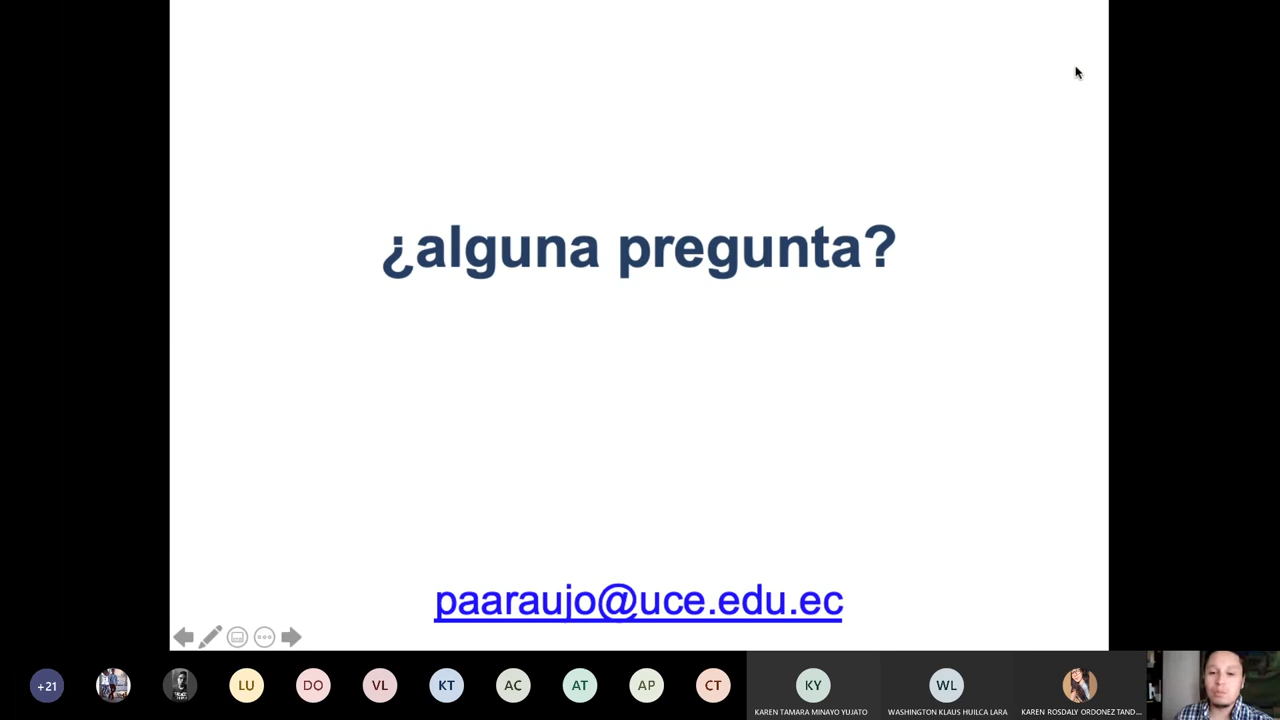 ¿alguna pregunta?
paaraujo@uce.edu.ec
+21
LU
DO
VL
KT
AC
AT
AP
CT
KY
WL
KAREN TAMARA MINAYO YUJATO
WASHINGTON KLAUS HUILCA LARA
KAREN ROSDALY ORDONEZ TAND...